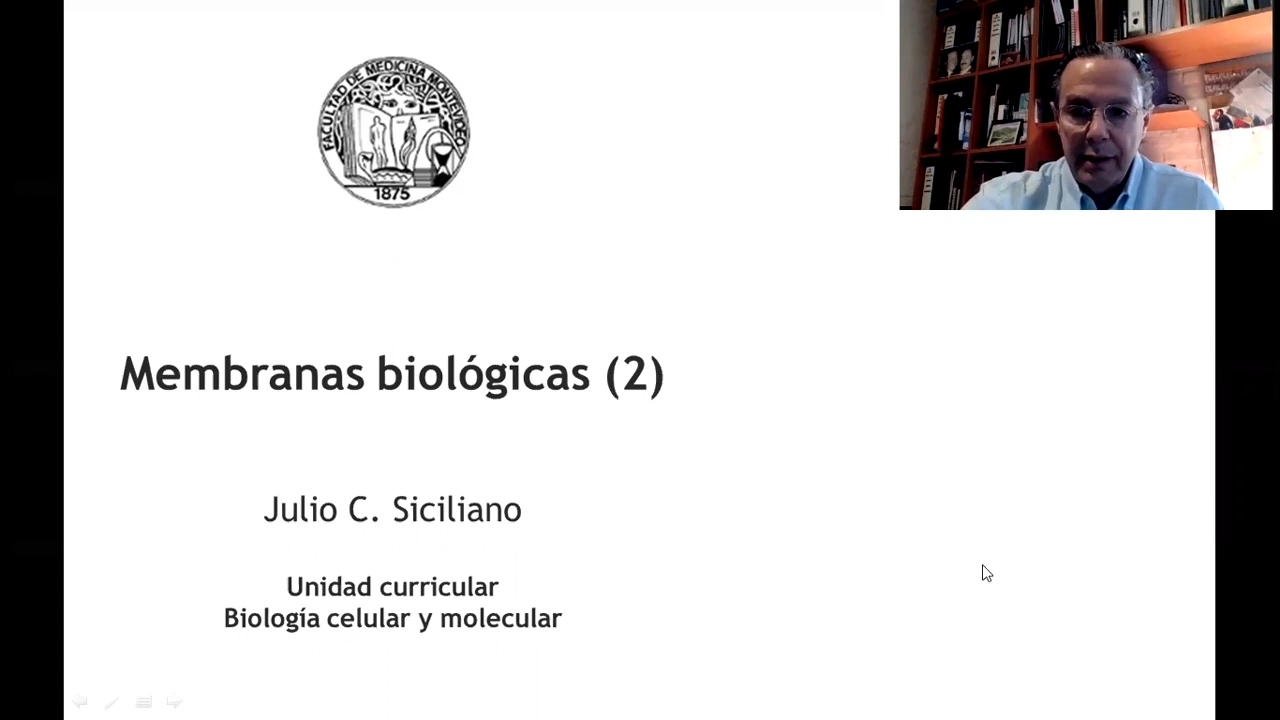 FACULTAD DE MEDICINA MONTEVIDEO
1875
Membranas biológicas (2)
Julio C. Siciliano
Unidad curricular
Biología celular y molecular